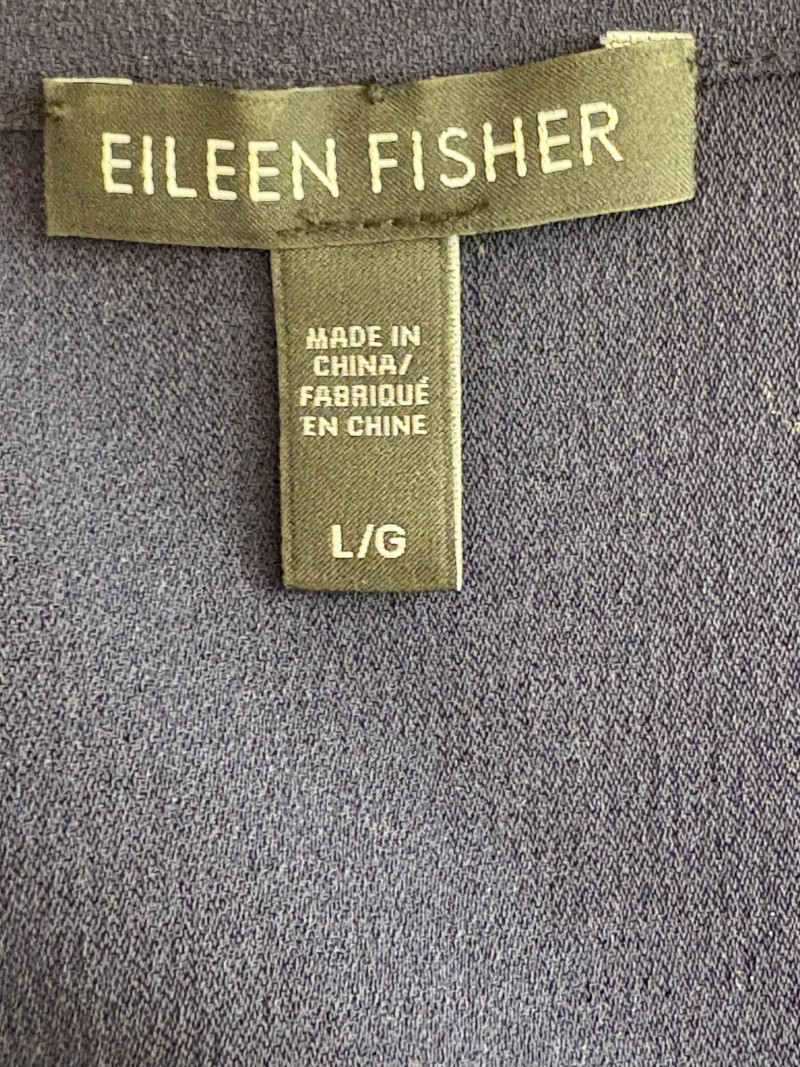 EILEEN FISHER
MADE IN
CHINA/
FABRIQUÉ
EN CHINE
L/G